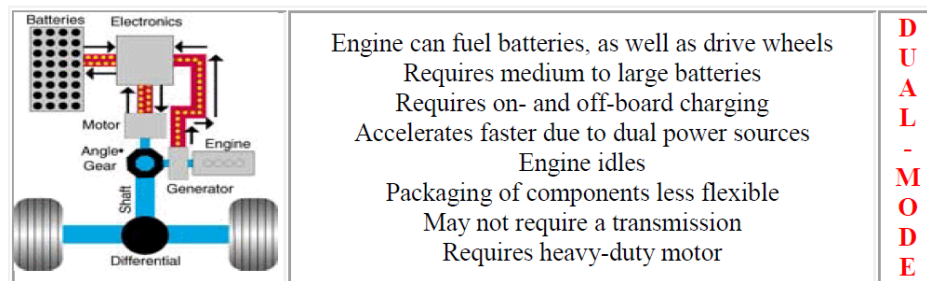 Batteries
Electronics
Motor
Angle•
Gear
Engine
Generator
Shaft
Differential
Engine can fuel batteries, as well as drive wheels
Requires medium to large batteries
Requires on- and off-board charging
Accelerates faster due to dual power sources
Engine idles
Packaging of components less flexible
May not require a transmission
Requires heavy-duty motor
DUAL-MODE